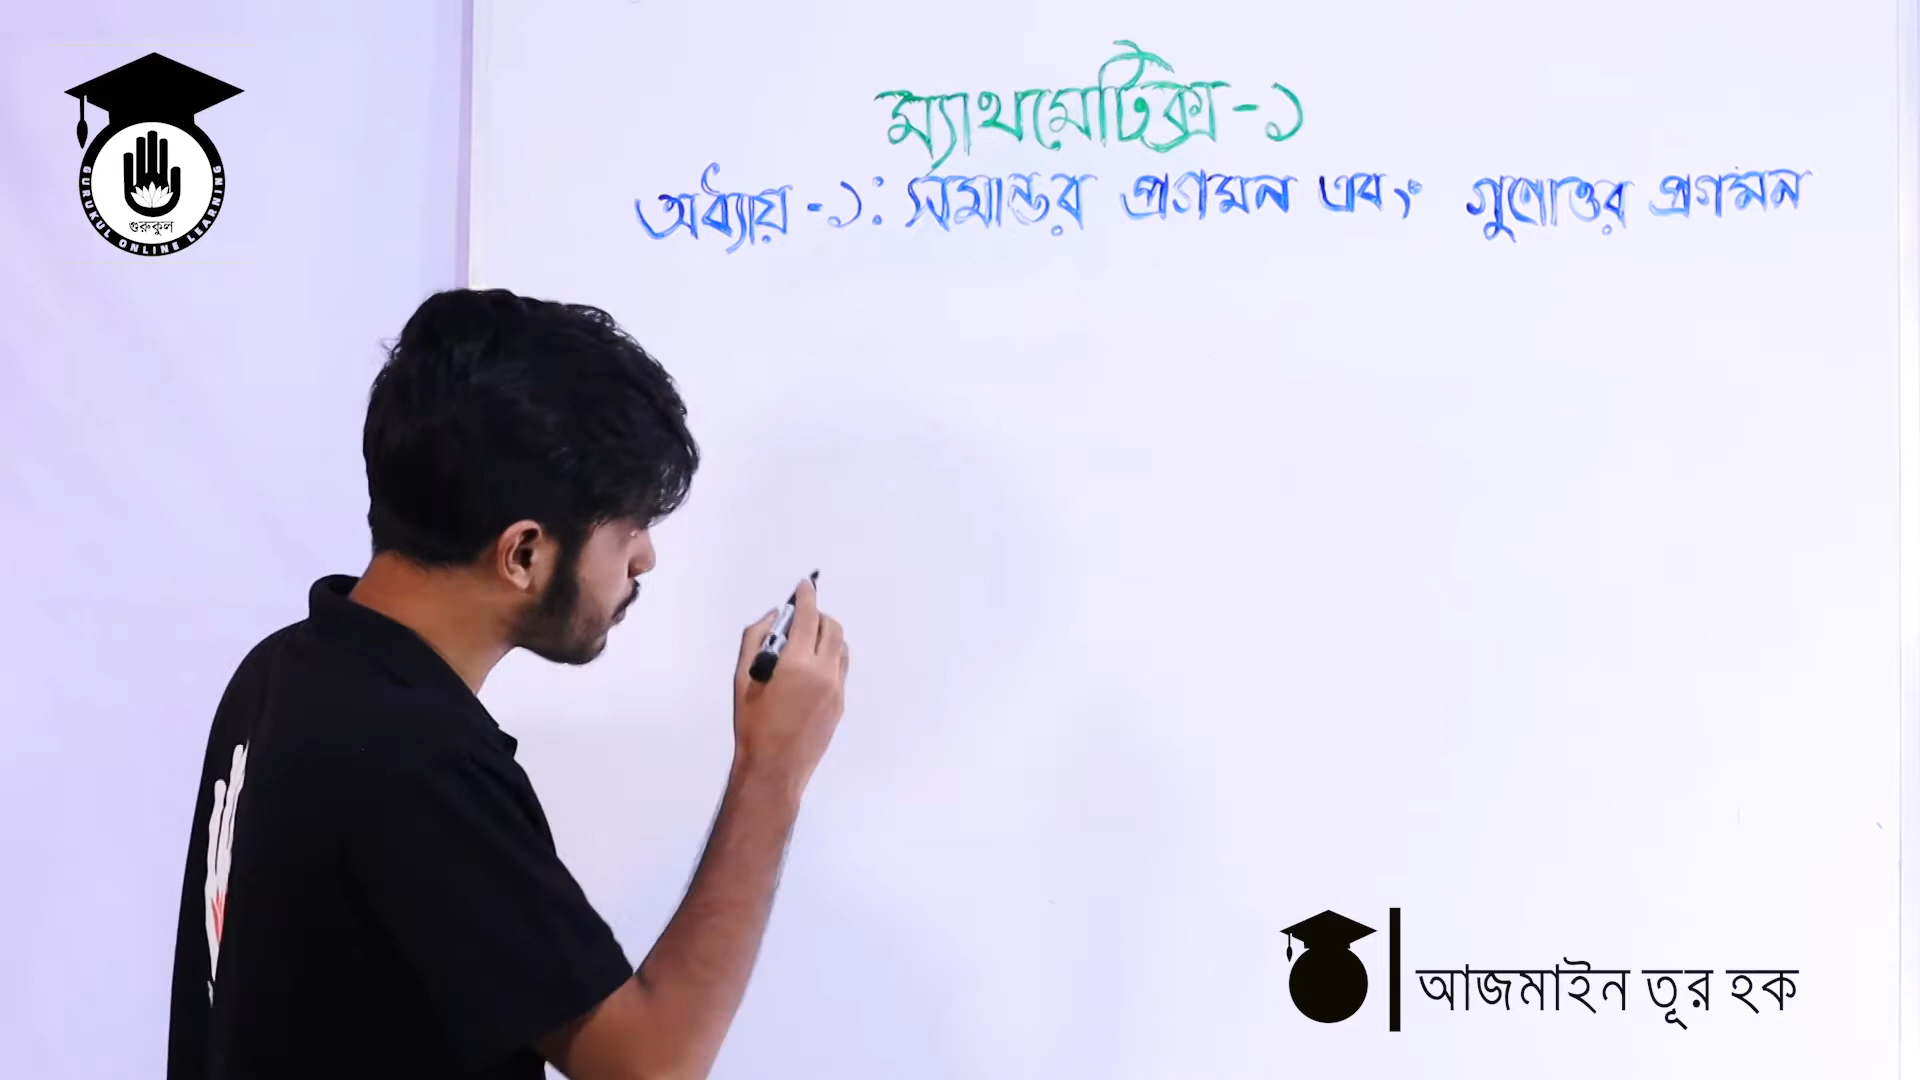 ম্যাথমেটিক্স-১
অধ্যায়-১: সমান্তর প্রগমন এবং গুণোত্তর প্রগমন
গুরুকুল
GURUKUL ONLINE LEARNING
আজমাইন তূর হক